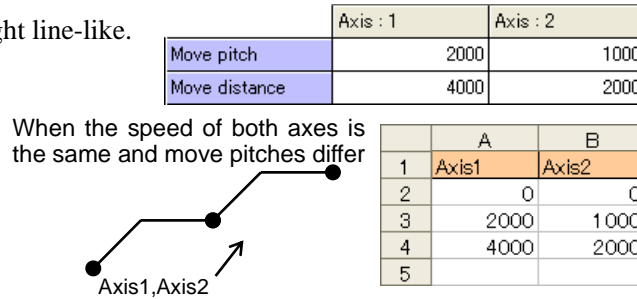 ght line-like.
Axis : 1 Axis : 2
Move pitch 2000 1000
Move distance 4000 2000
When the speed of both axes is
the same and move pitches differ
A B
1 Axis1 Axis2
2 0 0
3 2000 1000
4 4000 2000
5
Axis1,Axis2